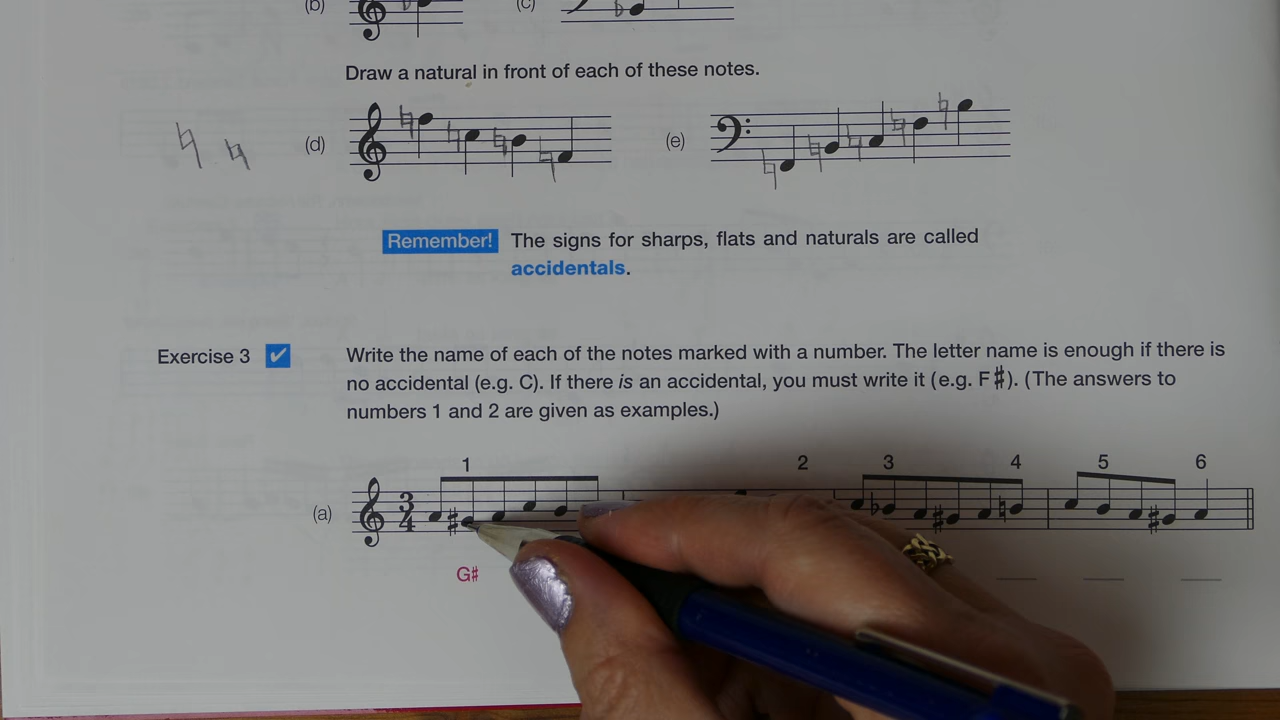 (b) (c)
Draw a natural in front of each of these notes.
(d) (e)
Remember! The signs for sharps, flats and naturals are called
accidentals.
Exercise 3 ✔ Write the name of each of the notes marked with a number. The letter name is enough if there is
no accidental (e.g. C). If there is an accidental, you must write it (e.g. F♯). (The answers to
numbers 1 and 2 are given as examples.)
1 2 3 4 5 6
(a) 3/4
G♯